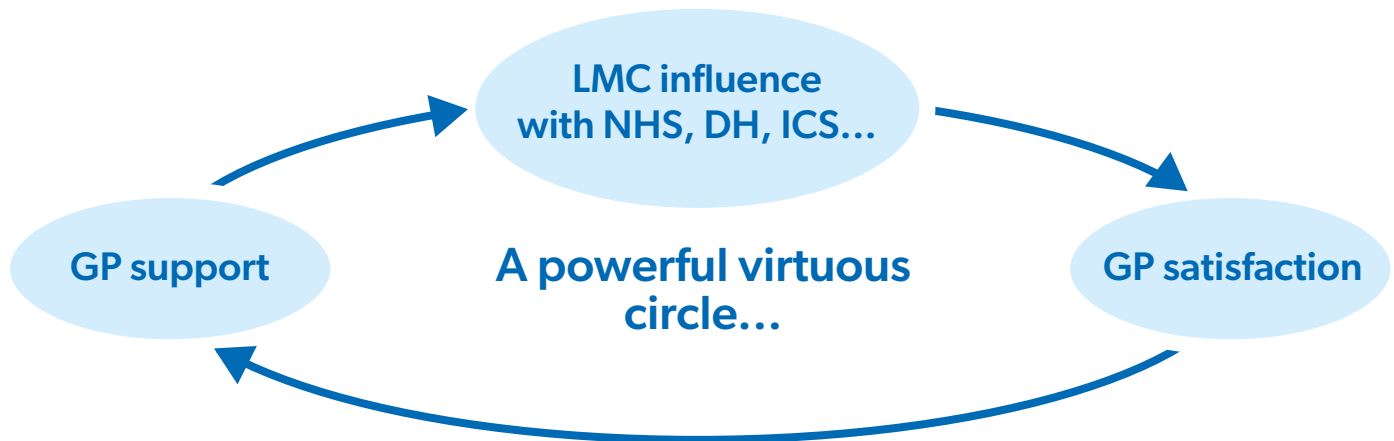 LMC influence
with NHS, DH, ICS...
GP support
A powerful virtuous
circle...
GP satisfaction